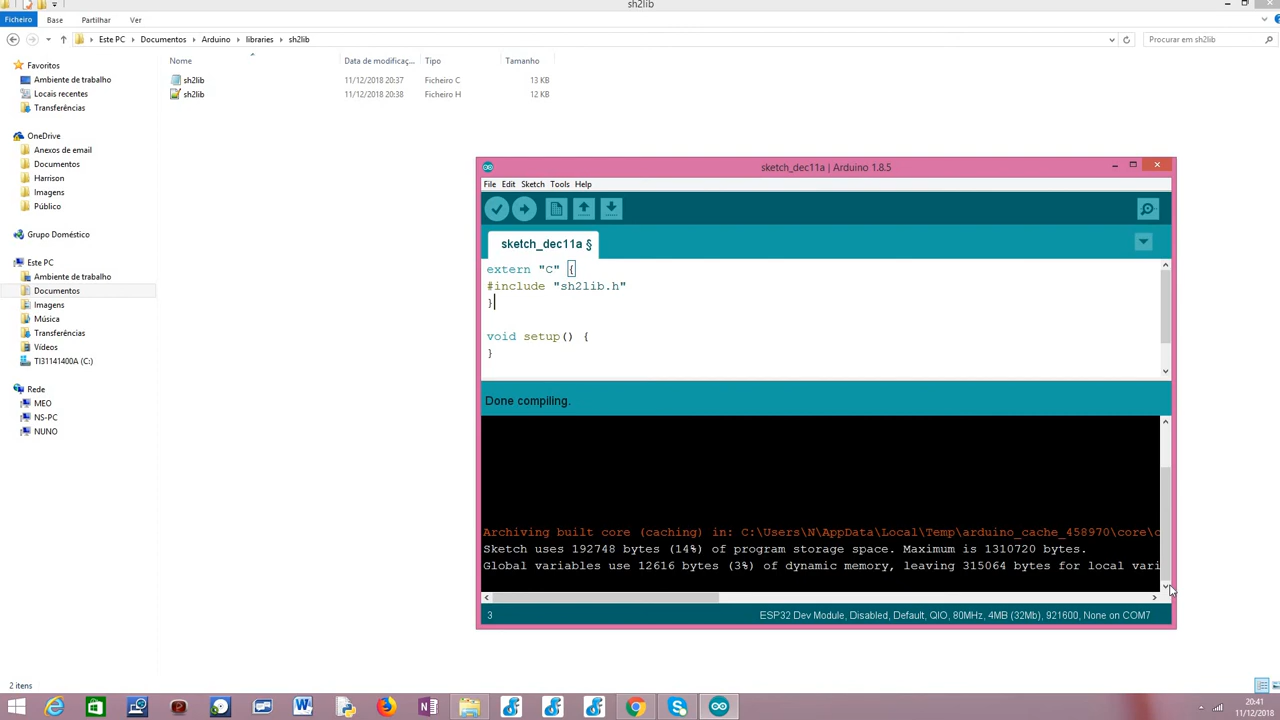 sh2lib
Ficheiro Base Partilhar Ver
Este PC Documentos Arduino libraries sh2lib
Procurar em sh2lib
Nome Data de modificaç... Tipo Tamanho
sh2lib 11/12/2018 20:37 Ficheiro C 13 KB
sh2lib 11/12/2018 20:38 Ficheiro H 12 KB
Favoritos
Ambiente de trabalho
Locais recentes
Transferências
OneDrive
Anexos de email
Documentos
Harrison
Imagens
Público
Grupo Doméstico
Este PC
Ambiente de trabalho
Documentos
Imagens
Música
Transferências
Vídeos
TI31141400A (C:)
Rede
MEO
NS-PC
NUNO
2 itens
sketch_dec11a | Arduino 1.8.5
File Edit Sketch Tools Help
sketch_dec11a §
extern "C" {
#include "sh2lib.h"
}
void setup() {
}
Done compiling.
Archiving built core (caching) in: C:\Users\N\AppData\Local\Temp\arduino_cache_458970\core\c
Sketch uses 192748 bytes (14%) of program storage space. Maximum is 1310720 bytes.
Global variables use 12616 bytes (3%) of dynamic memory, leaving 315064 bytes for local vari
3
ESP32 Dev Module, Disabled, Default, QIO, 80MHz, 4MB (32Mb), 921600, None on COM7
20:41
11/12/2018